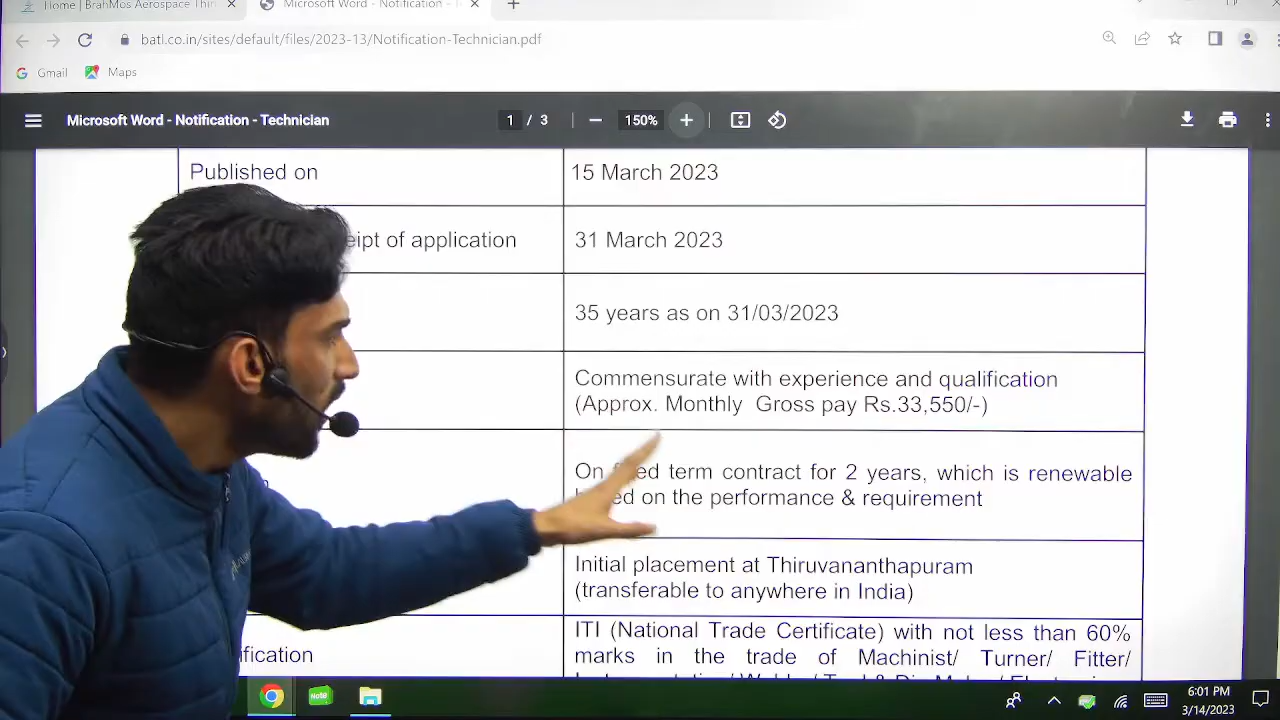 Home | BrahMos Aerospace Thiru
Microsoft Word - Notification - T
batl.co.in/sites/default/files/2023-13/Notification-Technician.pdf
Gmail Maps
Microsoft Word - Notification - Technician 1 / 3 150%
Published on 15 March 2023
eipt of application 31 March 2023
35 years as on 31/03/2023
Commensurate with experience and qualification
(Approx. Monthly Gross pay Rs.33,550/-)
On term contract for 2 years, which is renewable
on the performance & requirement
Initial placement at Thiruvananthapuram
(transferable to anywhere in India)
ification
ITI (National Trade Certificate) with not less than 60%
marks in the trade of Machinist/ Turner/ Fitter/
Note
6:01 PM
3/14/2023